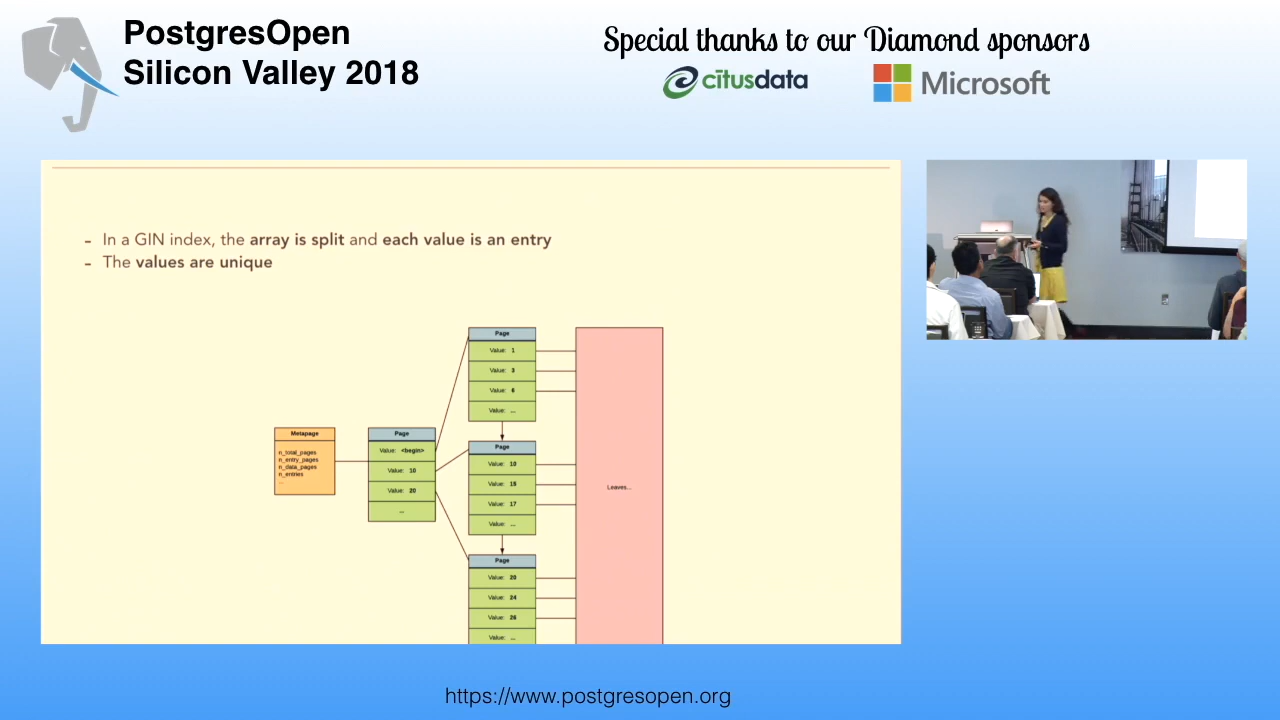 PostgresOpen
Silicon Valley 2018
Special thanks to our Diamond sponsors
citusdata
Microsoft
- In a GIN index, the array is split and each value is an entry
- The values are unique
Metapage
n_total_pages
n_entry_pages
n_data_pages
n_entries
...
Page
Value: <begin>
Value: 10
Value: 20
...
Page
Value: 1
Value: 3
Value: 6
Value: ...
Page
Value: 10
Value: 15
Value: 17
Value: ...
Page
Value: 20
Value: 24
Value: 26
Value: ...
Leaves...
https://www.postgresopen.org